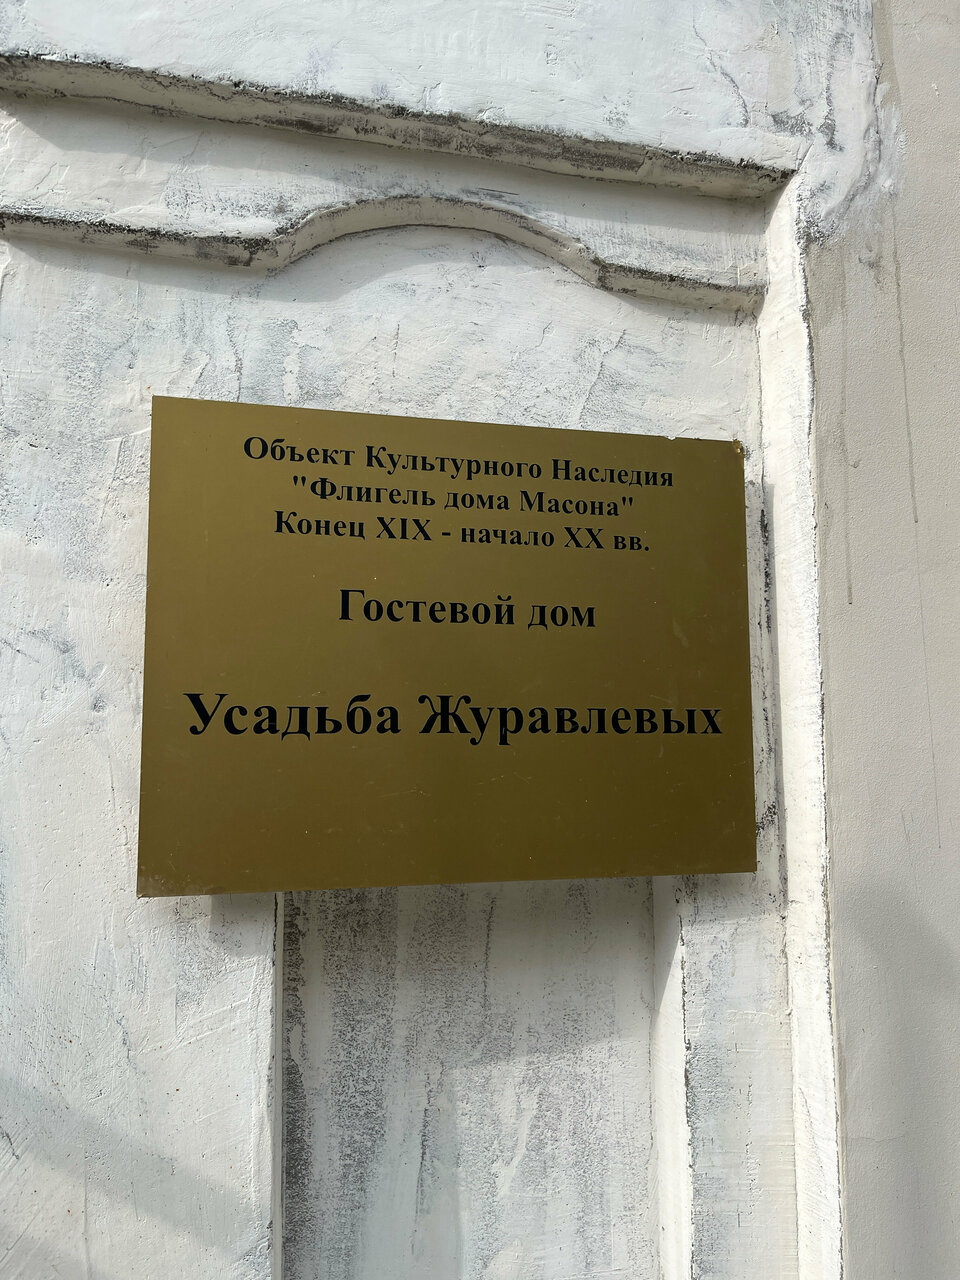 Объект Культурного Наследия
"Флигель дома Масона"
Конец XIX - начало XX вв.
Гостевой дом
Усадьба Журавлевых